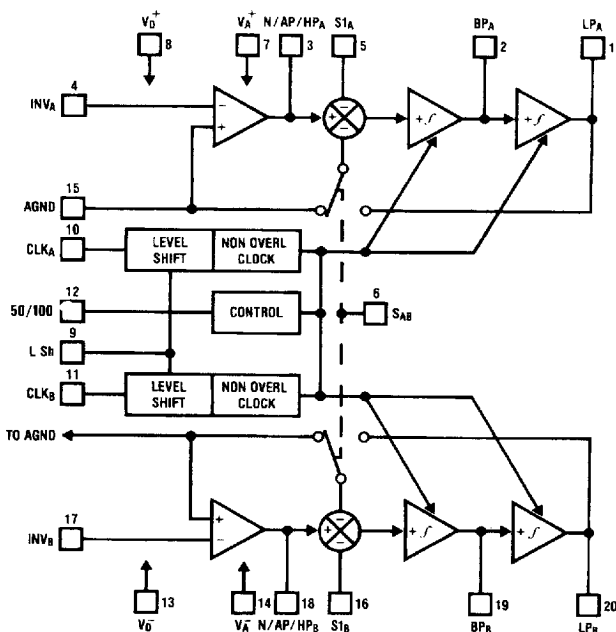 V_D^+ V_A^+ N/AP/HP_A S1_A BP_A LP_A
8 7 3 5 2 1
4
INV_A
− +
+ − −
+ ∫ + ∫
15
AGND
10
CLK_A LEVEL SHIFT NON OVERL CLOCK
12
50/100 CONTROL
6
S_AB
9
L Sh
11
CLK_B LEVEL SHIFT NON OVERL CLOCK
TO AGND
17
INV_B
+ −
+ − −
+ ∫ + ∫
13 14 18 16 19 20
V_D^- V_A^- N/AP/HP_B S1_B BP_B LP_B